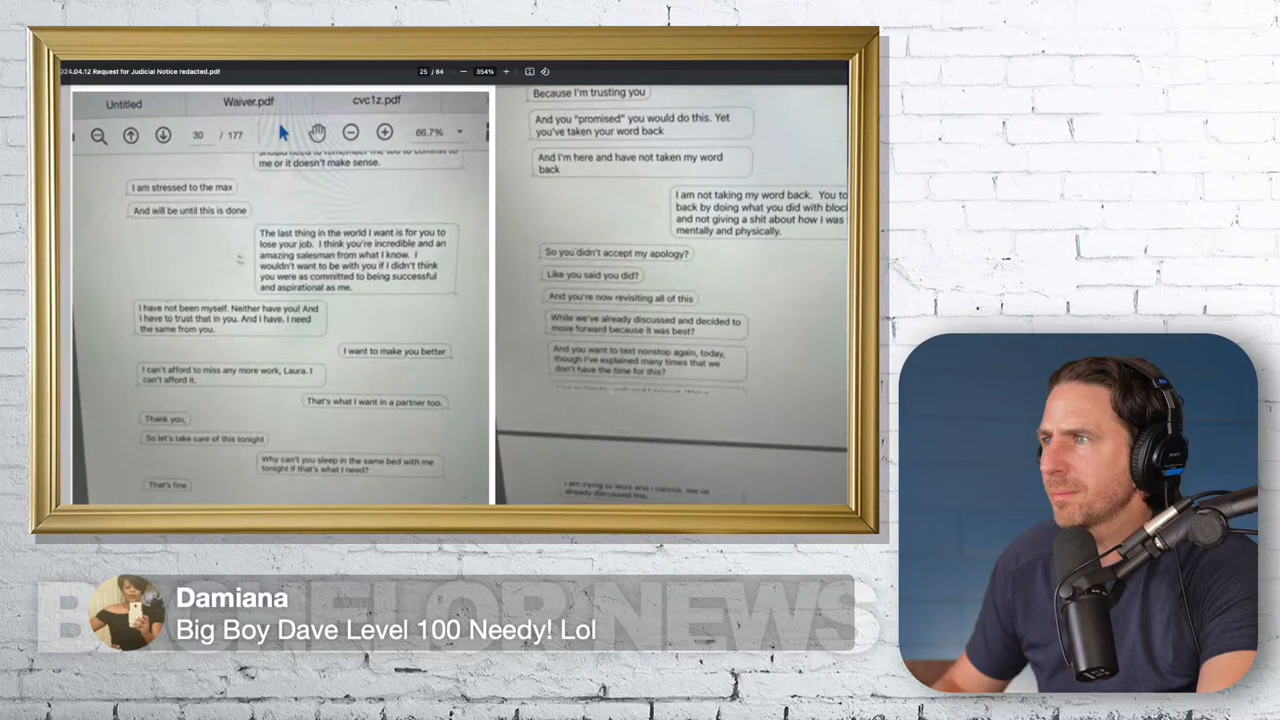 024.04.12 Request for Judicial Notice redacted.pdf
25 / 84
354%
Untitled
Waiver.pdf
cvc1z.pdf
30 / 177
66.7%
me or it doesn't make sense.
I am stressed to the max
And will be until this is done
The last thing in the world I want is for you to
lose your job. I think you're incredible and an
amazing salesman from what I know. I
wouldn't want to be with you if I didn't think
you were as committed to being successful
and aspirational as me.
I have not been myself. Neither have you! And
I have to trust that in you. And I have. I need
the same from you.
I want to make you better
I can't afford to miss any more work, Laura. I
can't afford it.
That's what I want in a partner too.
Thank you,
So let's take care of this tonight
Why can't you sleep in the same bed with me
tonight if that's what I need?
That's fine
Because I'm trusting you
And you "promised" you would do this. Yet
you've taken your word back
And I'm here and have not taken my word
back
I am not taking my word back. You to
back by doing what you did with bloc
and not giving a shit about how I was
mentally and physically.
So you didn't accept my apology?
Like you said you did?
And you're now revisiting all of this
While we've already discussed and decided to
move forward because it was best?
And you want to text nonstop again, today,
though I've explained many times that we
don't have the time for this?
already discussed this.
BACHELOR NEWS
Damiana
Big Boy Dave Level 100 Needy! Lol
SONY